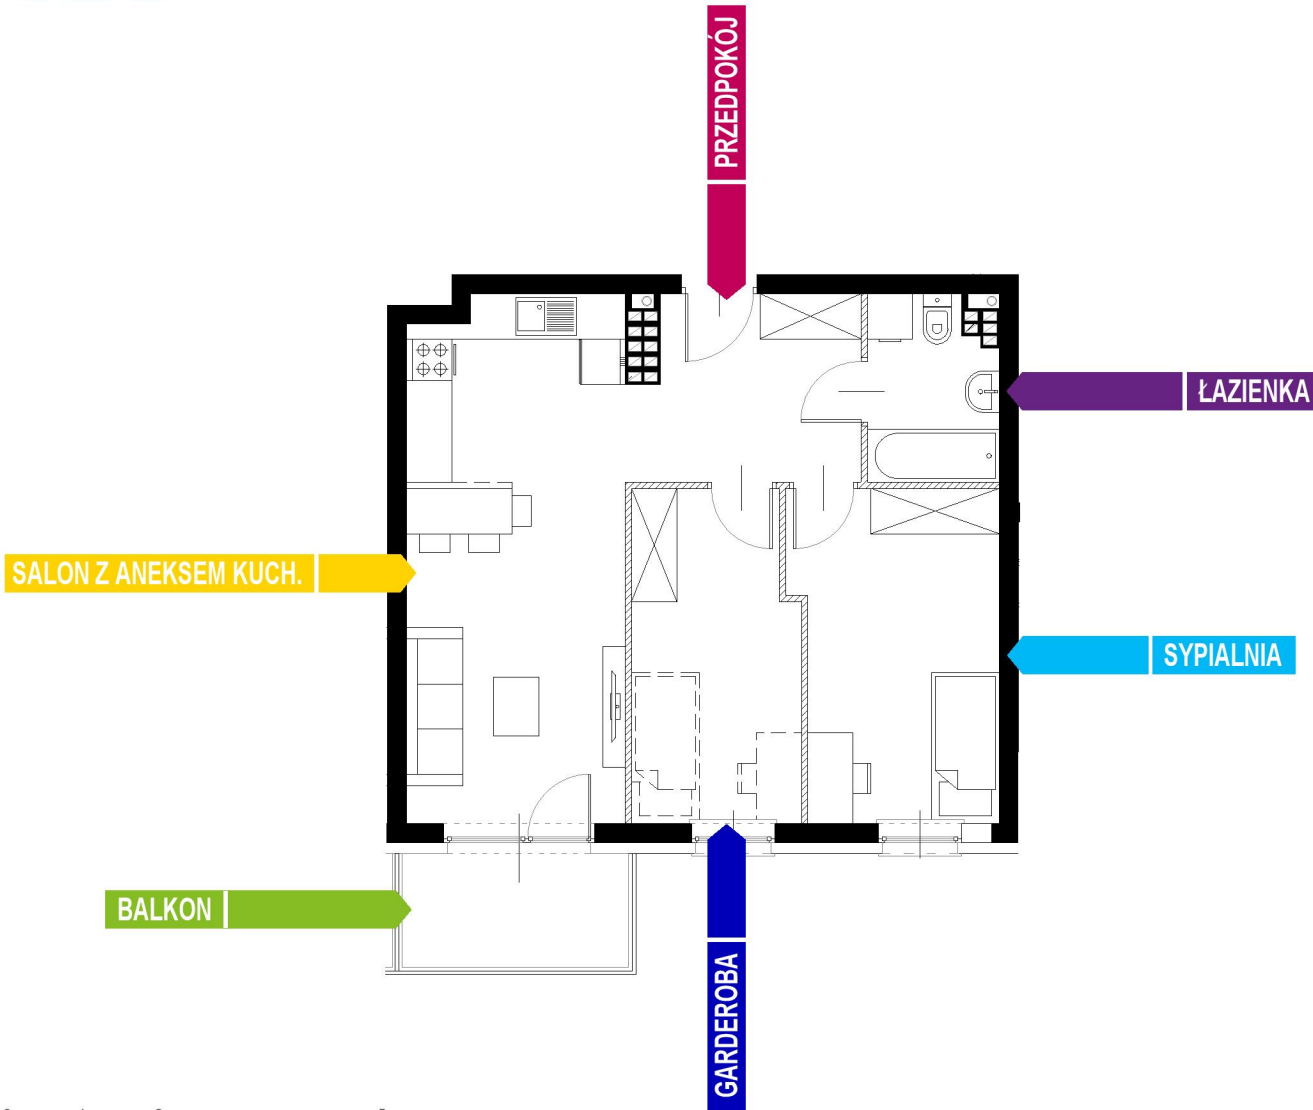 PRZEDPOKÓJ
ŁAZIENKA
SALON Z ANEKSEM KUCH.
SYPIALNIA
BALKON
GARDEROBA